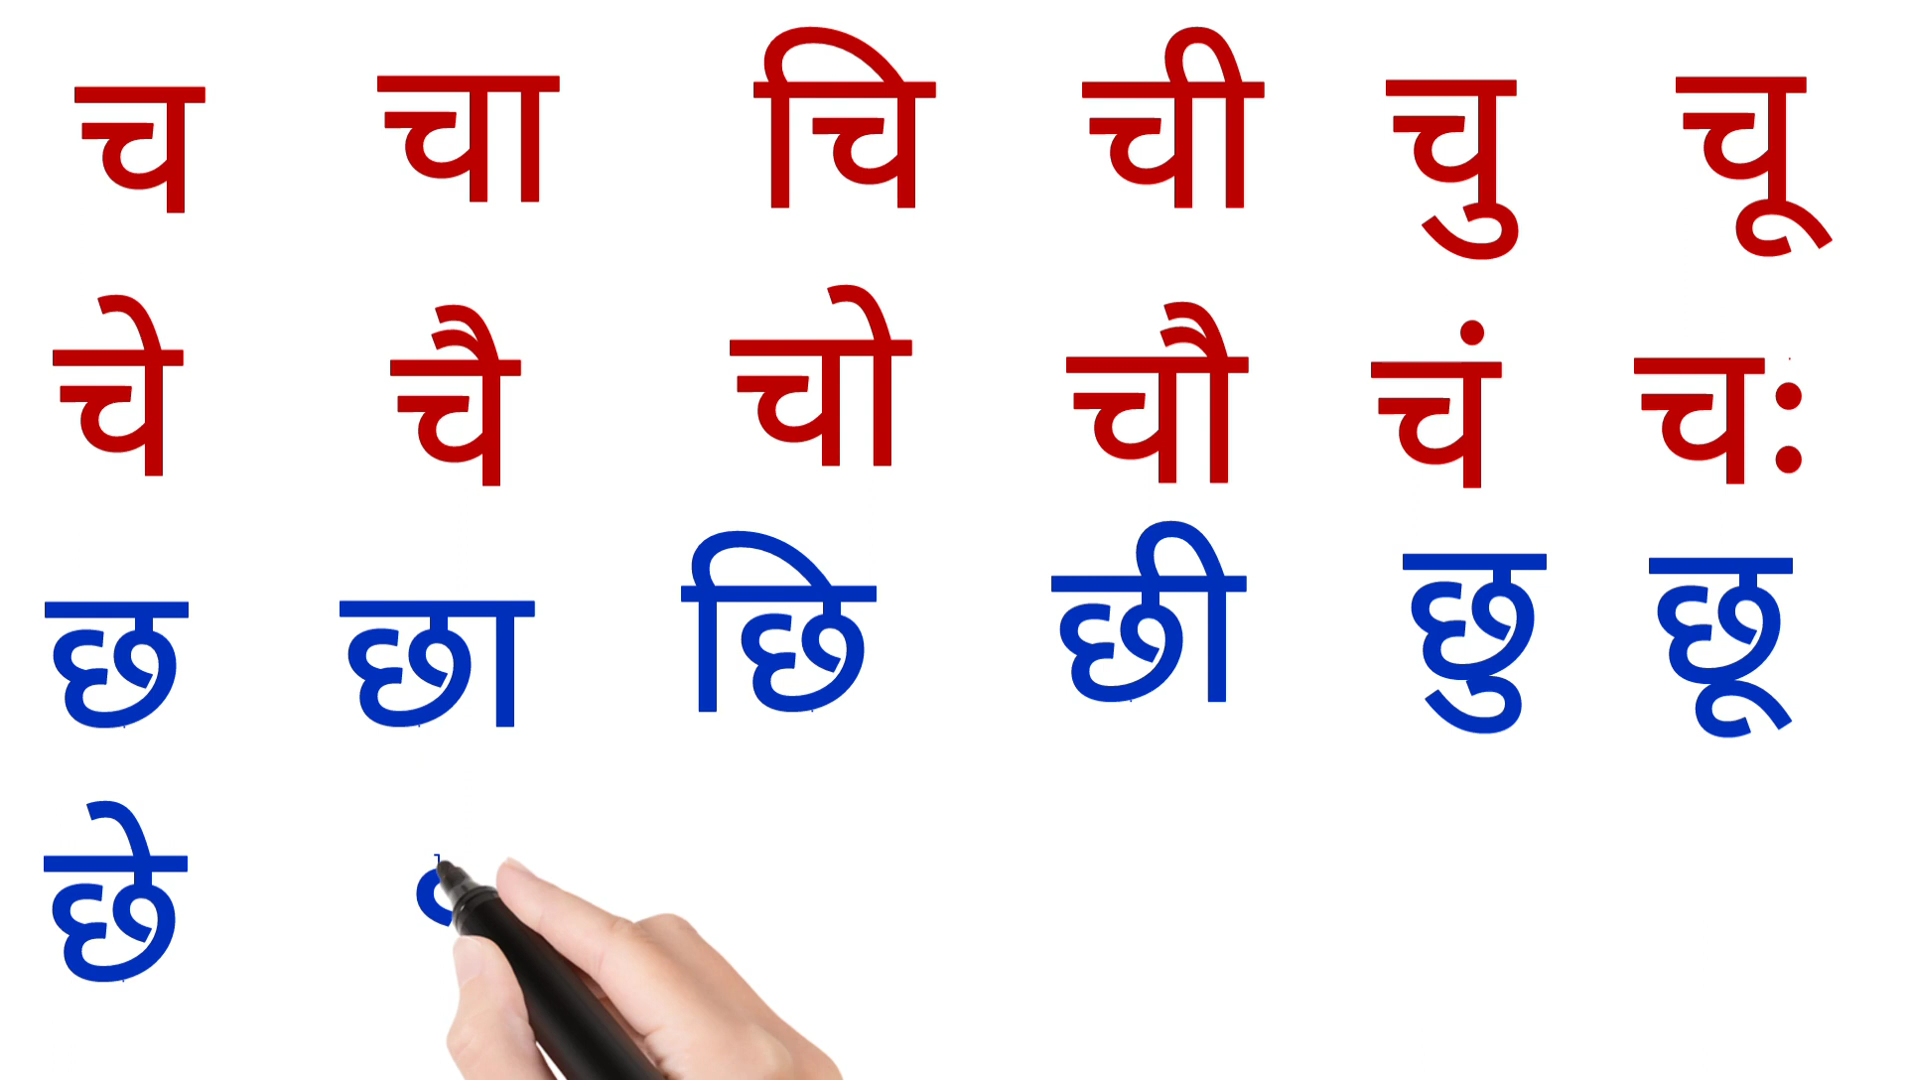 च चा चि ची चु चू
चे चै चो चौ चं चः
छ छा छि छी छु छू
छे